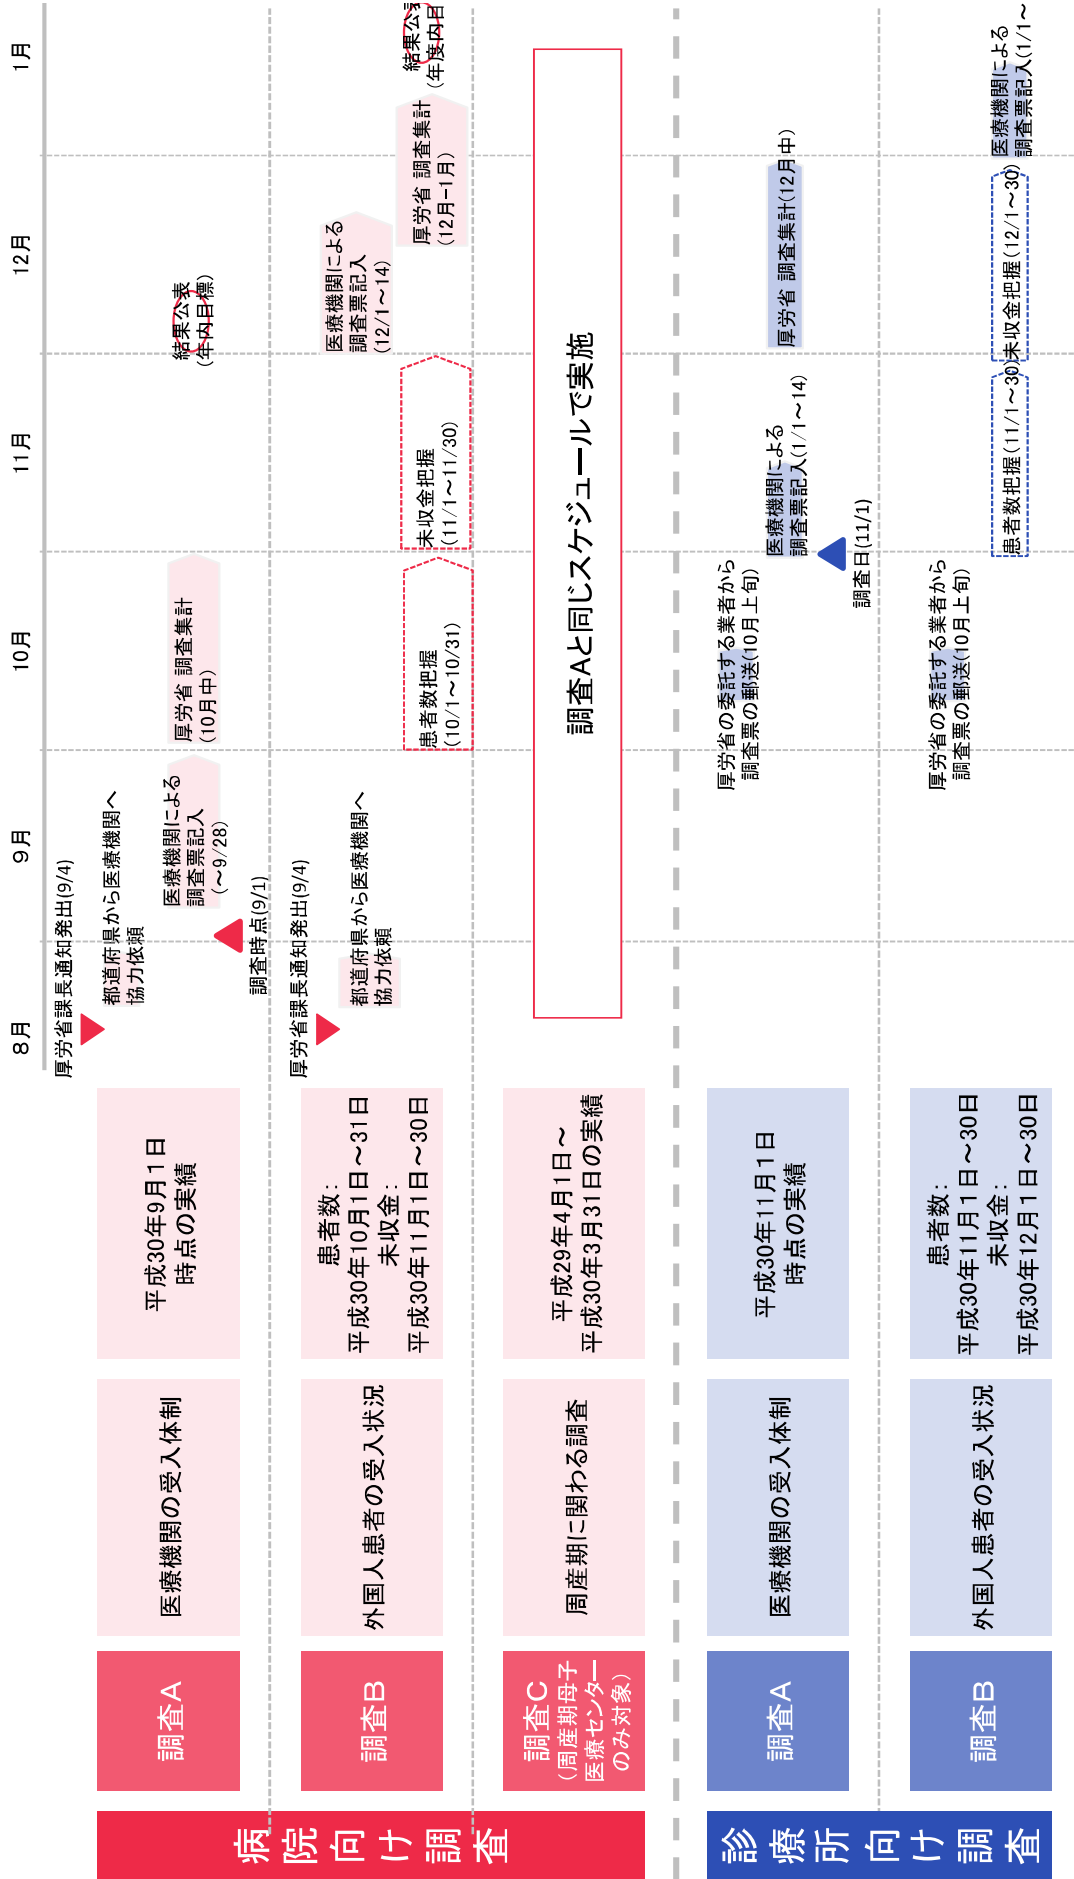 8月
9月
10月
11月
12月
1月
病院向け調査
調査A
医療機関の受入体制
平成30年9月1日
時点の実績
厚労省課長通知発出(9/4)
都道府県から医療機関へ
協力依頼
医療機関による
調査票記入
(～9/28)
調査時点(9/1)
厚労省 調査集計
(10月中)
結果公表
(年内目標)
調査B
外国人患者の受入状況
患者数：
平成30年10月1日～31日
未収金：
平成30年11月1日～30日
厚労省課長通知発出(9/4)
都道府県から医療機関へ
協力依頼
患者数把握
(10/1～10/31)
未収金把握
(11/1～11/30)
医療機関による
調査票記入
(12/1～14)
厚労省 調査集計
(12月-1月)
結果公表
(年度内目
調査C
(周産期母子
医療センター
のみ対象)
周産期に関わる調査
平成29年4月1日～
平成30年3月31日の実績
調査Aと同じスケジュールで実施
診療所向け調査
調査A
医療機関の受入体制
平成30年11月1日
時点の実績
厚労省の委託する業者から
調査票の郵送(10月上旬)
医療機関による
調査票記入(1/1～14)
調査日(11/1)
厚労省 調査集計(12月中)
調査B
外国人患者の受入状況
患者数：
平成30年11月1日～30日
未収金：
平成30年12月1日～30日
厚労省の委託する業者から
調査票の郵送(10月上旬)
患者数把握(11/1～30)
未収金把握(12/1～30)
医療機関による
調査票記入(1/1～